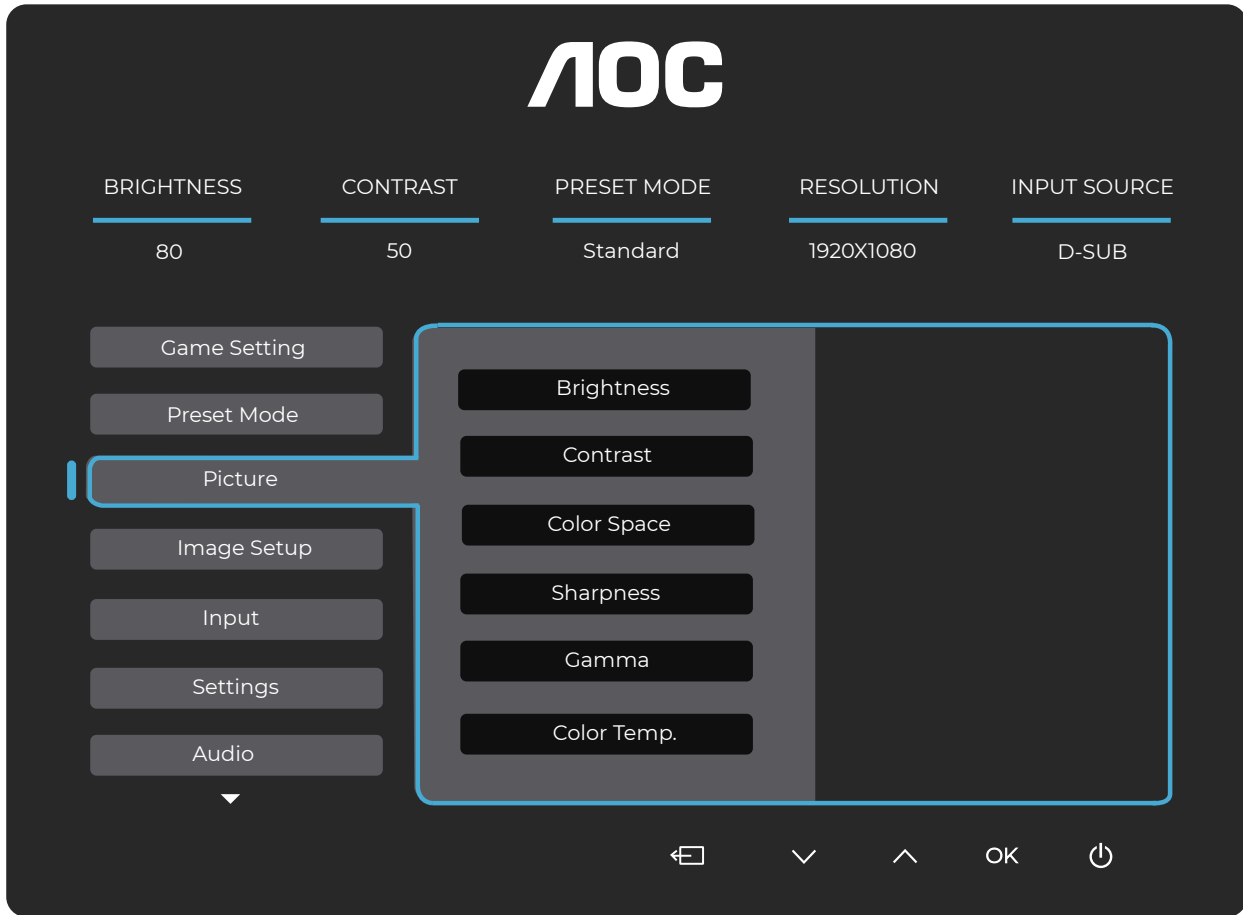 AOC
BRIGHTNESS CONTRAST PRESET MODE RESOLUTION INPUT SOURCE
80 50 Standard 1920X1080 D-SUB
Game Setting
Preset Mode
Picture
Image Setup
Input
Settings
Audio
Brightness
Contrast
Color Space
Sharpness
Gamma
Color Temp.
OK